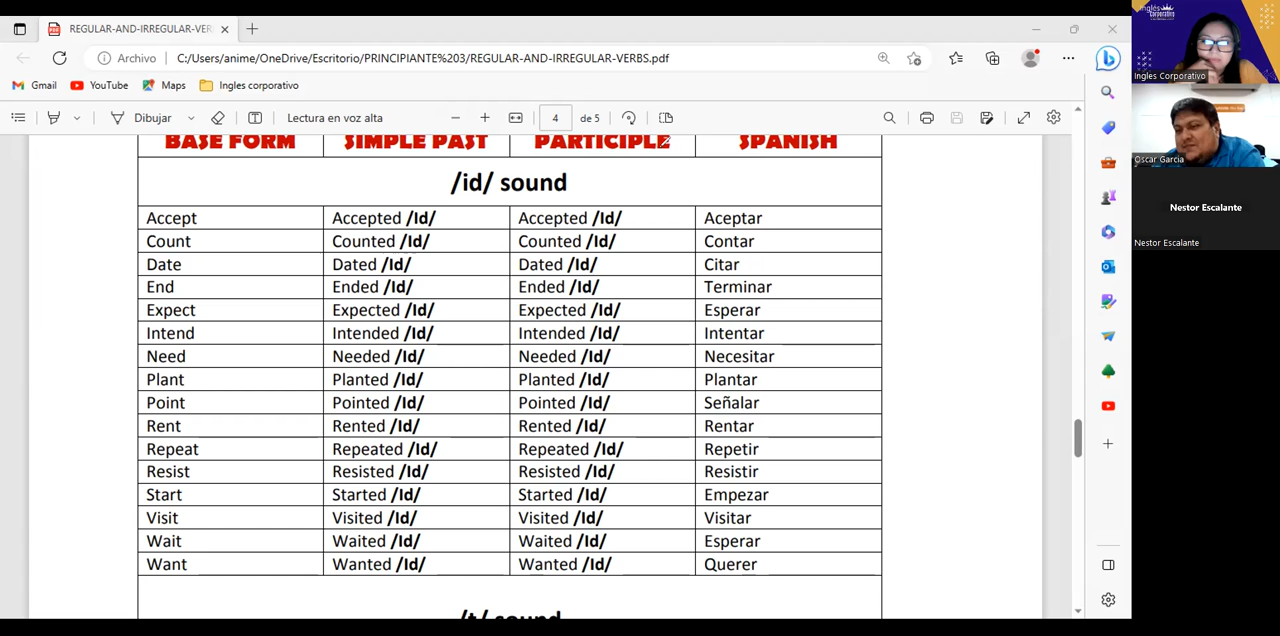 REGULAR-AND-IRREGULAR-VER
Archivo C:/Users/anime/OneDrive/Escritorio/PRINCIPIANTE%203/REGULAR-AND-IRREGULAR-VERBS.pdf
Gmail YouTube Maps Ingles corporativo
Dibujar Lectura en voz alta 4 de 5
BASE FORM SIMPLE PAST PARTICIPLE SPANISH
/id/ sound
Accept Accepted /Id/ Accepted /Id/ Aceptar
Count Counted /Id/ Counted /Id/ Contar
Date Dated /Id/ Dated /Id/ Citar
End Ended /Id/ Ended /Id/ Terminar
Expect Expected /Id/ Expected /Id/ Esperar
Intend Intended /Id/ Intended /Id/ Intentar
Need Needed /Id/ Needed /Id/ Necesitar
Plant Planted /Id/ Planted /Id/ Plantar
Point Pointed /Id/ Pointed /Id/ Señalar
Rent Rented /Id/ Rented /Id/ Rentar
Repeat Repeated /Id/ Repeated /Id/ Repetir
Resist Resisted /Id/ Resisted /Id/ Resistir
Start Started /Id/ Started /Id/ Empezar
Visit Visited /Id/ Visited /Id/ Visitar
Wait Waited /Id/ Waited /Id/ Esperar
Want Wanted /Id/ Wanted /Id/ Querer
/t/ sound
Inglés
Corporativo
Ingles Corporativo
Oscar Garcia
Nestor Escalante
Nestor Escalante